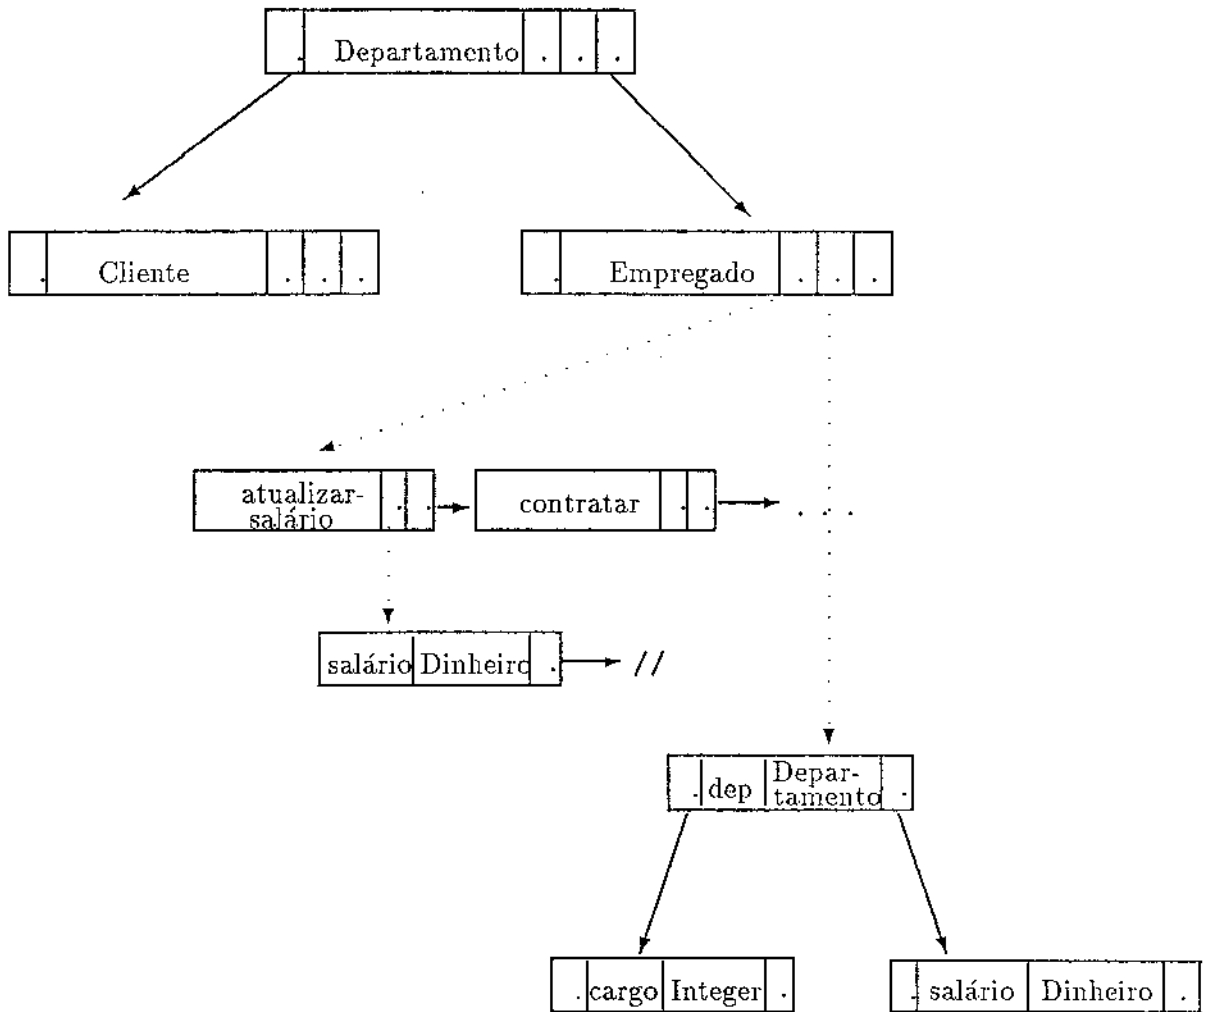 Departamento
Cliente
Empregado
atualizar-
salário
contratar
. . .
salário Dinheiro
//
dep Depar-
tamento
cargo Integer
salário Dinheiro